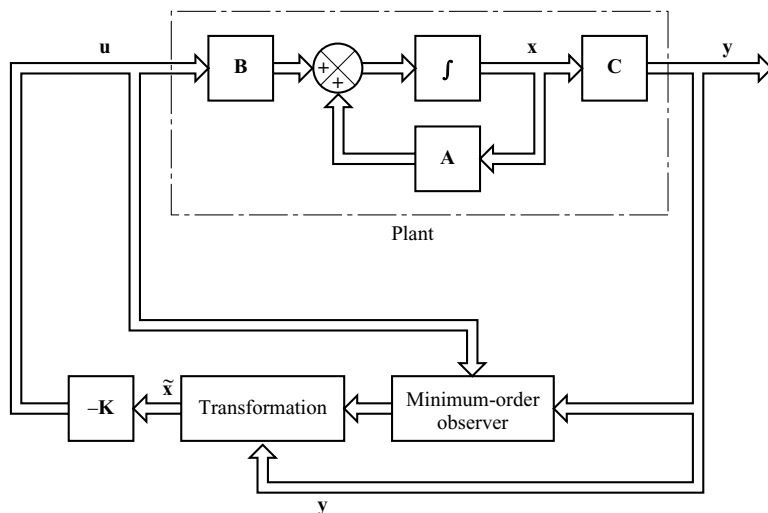 u
B
+
+
∫
x
C
y
A
Plant
–K
x̃
Transformation
Minimum-order
observer
y